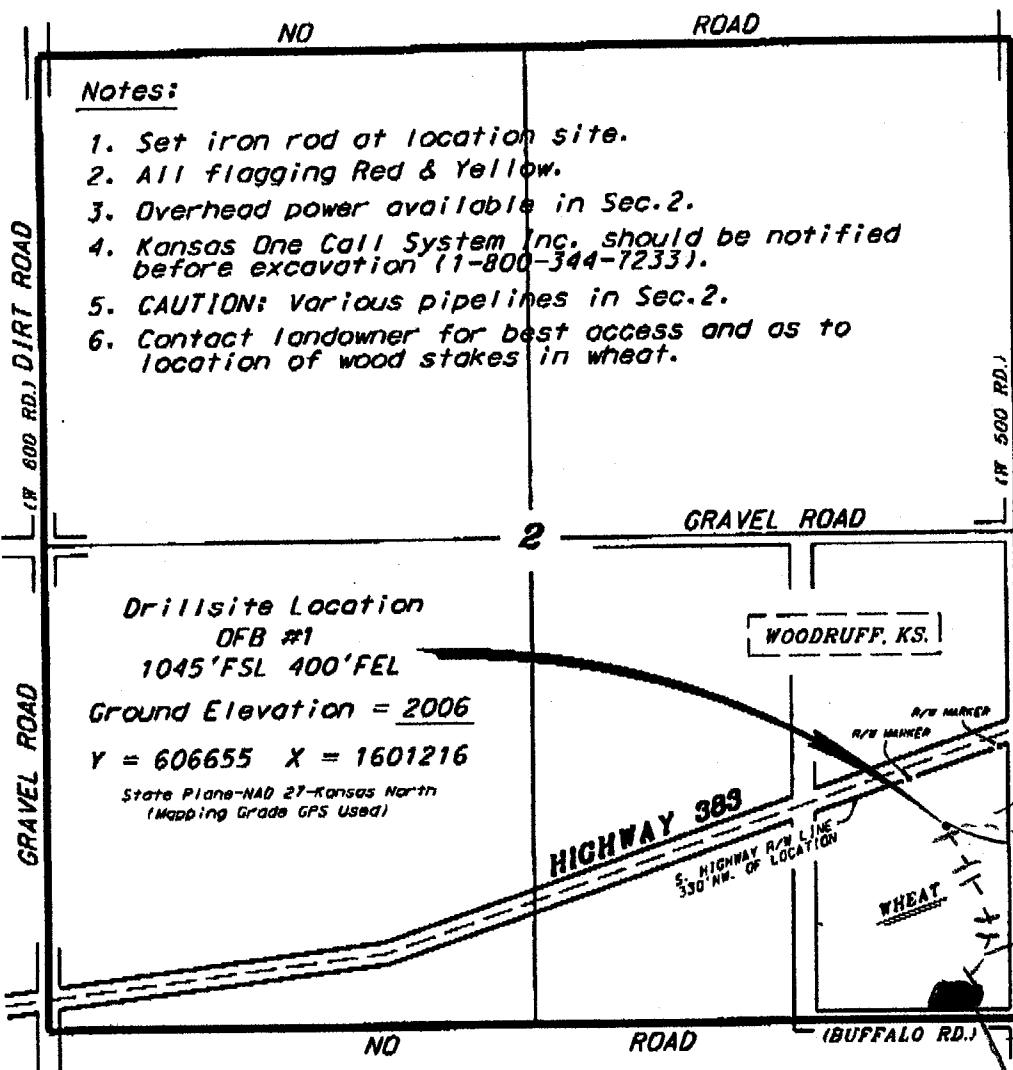 NO ROAD
Notes:
1. Set iron rod at location site.
2. All flagging Red & Yellow.
3. Overhead power available in Sec.2.
4. Kansas One Call System Inc. should be notified
before excavation (1-800-344-7233).
5. CAUTION: Various pipelines in Sec.2.
6. Contact landowner for best access and as to
location of wood stakes in wheat.
DIRT ROAD
(W 600 RD.)
(W 500 RD.)
2
GRAVEL ROAD
Drillsite Location
OFB #1
1045'FSL 400'FEL
Ground Elevation = 2006
Y = 606655 X = 1601216
State Plane-NAD 27-Kansas North
(Mapping Grade GPS Used)
WOODRUFF, KS.
GRAVEL ROAD
R/W MARKER
R/W MARKER
HIGHWAY 383
S. HIGHWAY R/W LINE
330'NW. OF LOCATION
WHEAT
NO ROAD
(BUFFALO RD.)